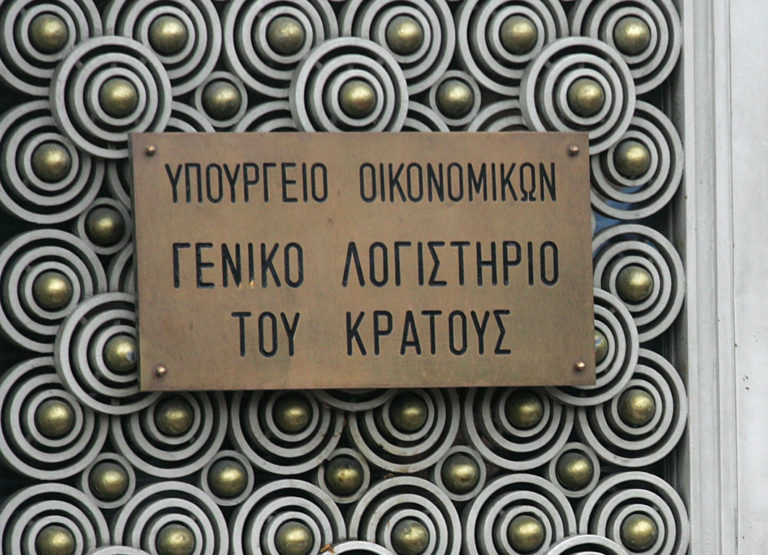 ΥΠΟΥΡΓΕΙΟ ΟΙΚΟΝΟΜΙΚΩΝ
ΓΕΝΙΚΟ ΛΟΓΙΣΤΗΡΙΟ
ΤΟΥ ΚΡΑΤΟΥΣ